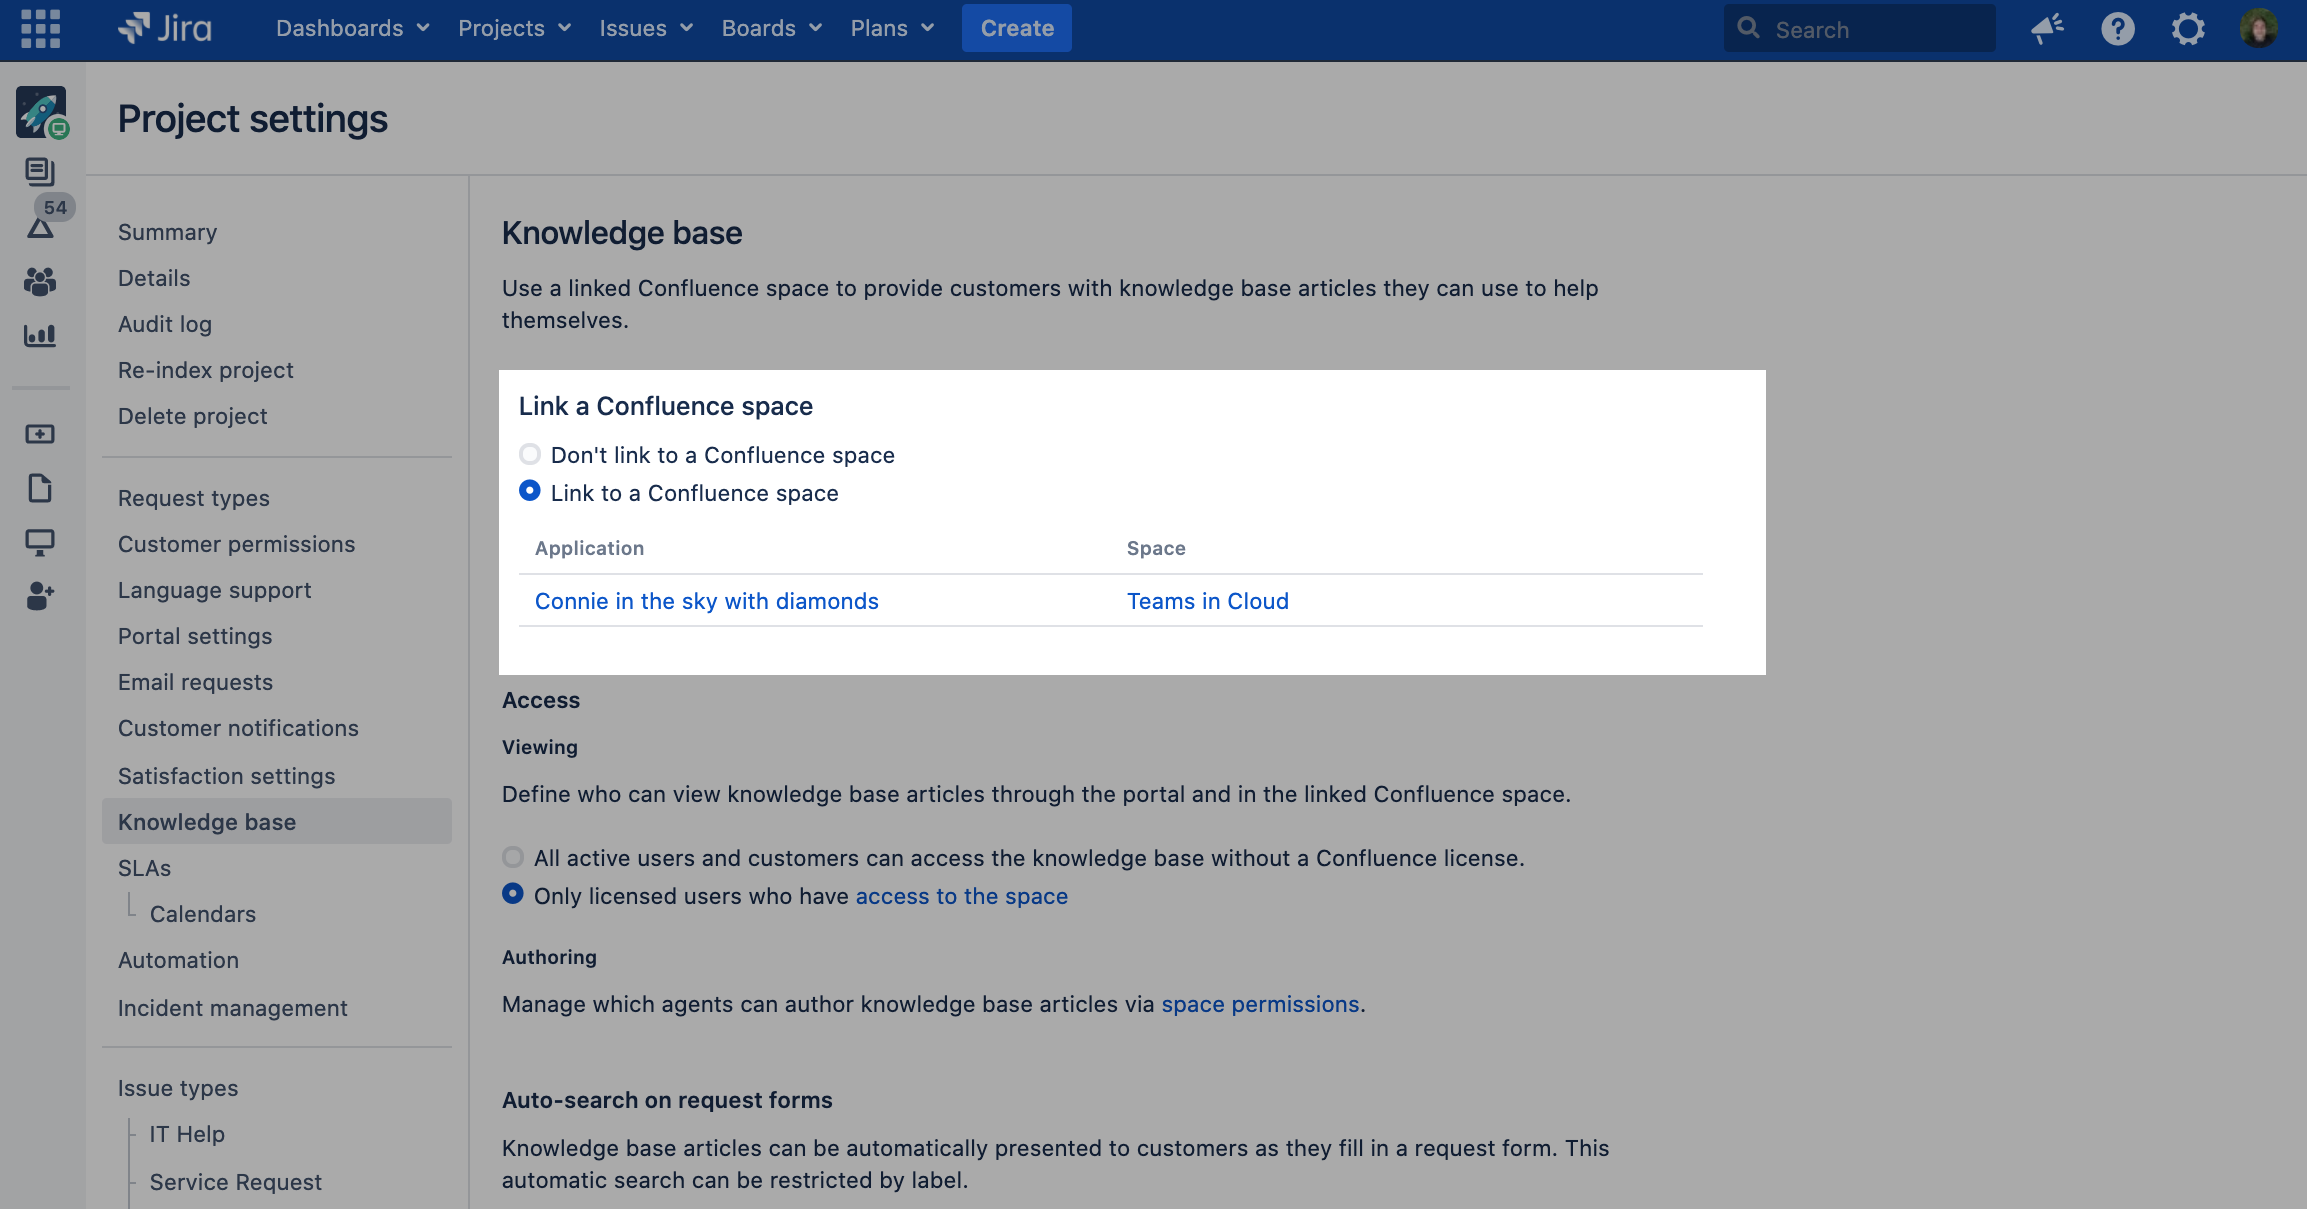 Jira
Dashboards
Projects
Issues
Boards
Plans
Create
Search
Project settings
54
Summary
Details
Audit log
Re-index project
Delete project
Request types
Customer permissions
Language support
Portal settings
Email requests
Customer notifications
Satisfaction settings
Knowledge base
SLAs
Calendars
Automation
Incident management
Issue types
IT Help
Service Request
Knowledge base
Use a linked Confluence space to provide customers with knowledge base articles they can use to help
themselves.
Link a Confluence space
Don't link to a Confluence space
Link to a Confluence space
Application
Space
Connie in the sky with diamonds
Teams in Cloud
Access
Viewing
Define who can view knowledge base articles through the portal and in the linked Confluence space.
All active users and customers can access the knowledge base without a Confluence license.
Only licensed users who have access to the space
Authoring
Manage which agents can author knowledge base articles via space permissions.
Auto-search on request forms
Knowledge base articles can be automatically presented to customers as they fill in a request form. This
automatic search can be restricted by label.